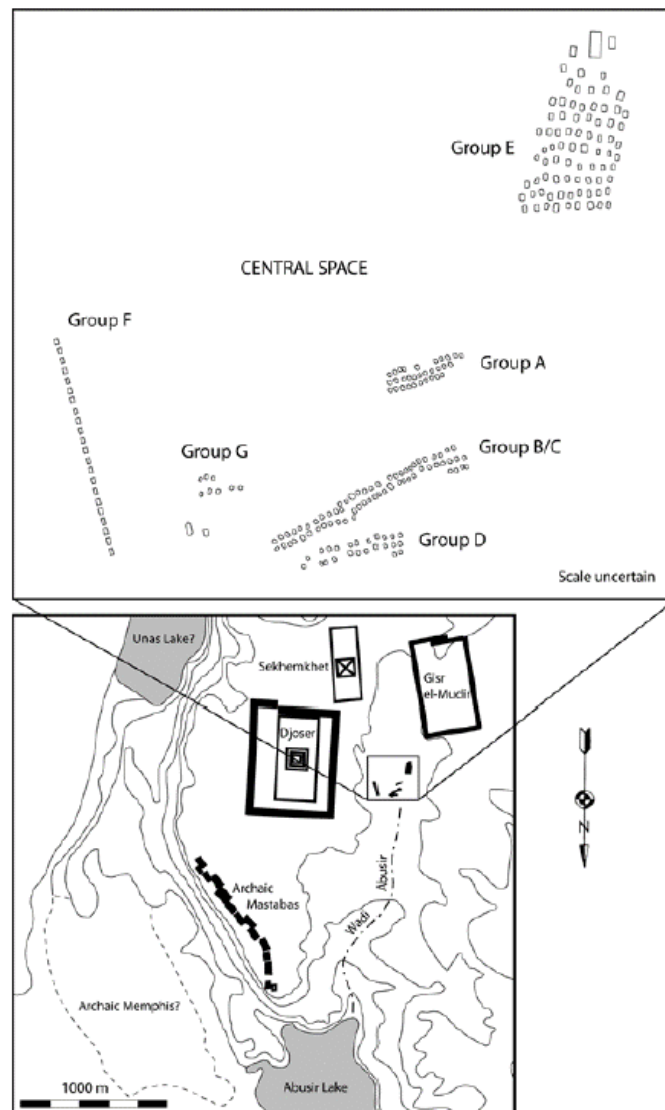 Group E
CENTRAL SPACE
Group F
Group A
Group B/C
Group G
Group D
Scale uncertain
Unas Lake?
Sekhemkhet
Gisr
el-Mudir
Djoser
Archaic
Mastabas
Abusir
Wadi
N
Archaic Memphis?
1000 m
Abusir Lake